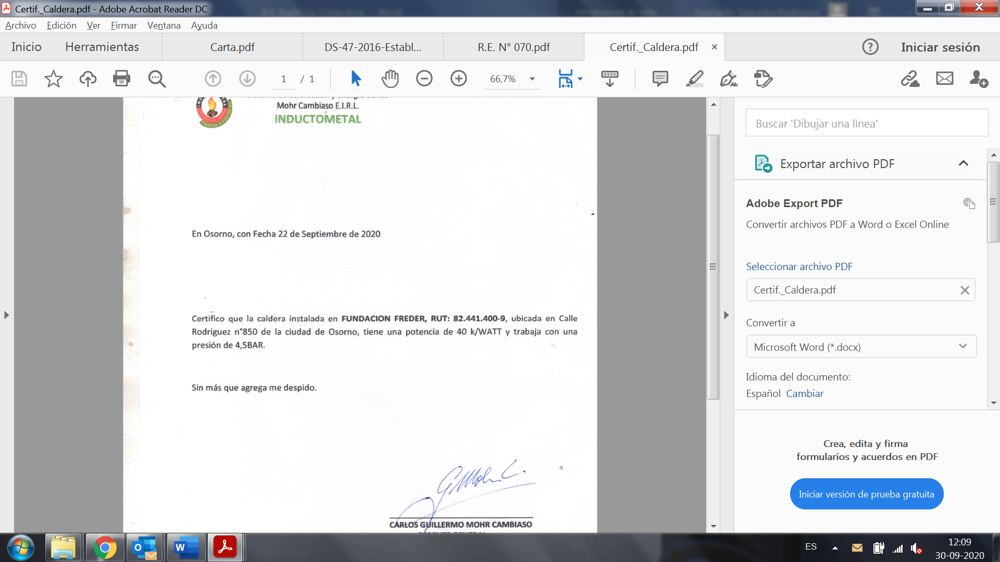 Certif._Caldera.pdf - Adobe Acrobat Reader DC
Archivo Edición Ver Firmar Ventana Ayuda
Inicio Herramientas Carta.pdf DS-47-2016-Establ... R.E. N° 070.pdf Certif._Caldera.pdf Iniciar sesión
1 / 1 66,7%
Mohr Cambiaso E.I.R.L.
INDUCTOMETAL
En Osorno, con Fecha 22 de Septiembre de 2020
Certifico que la caldera instalada en FUNDACION FREDER, RUT: 82.441.400-9, ubicada en Calle
Rodríguez n°850 de la ciudad de Osorno, tiene una potencia de 40 k/WATT y trabaja con una
presión de 4,5BAR.
Sin más que agrega me despido.
CARLOS GUILLERMO MOHR CAMBIASO
Buscar 'Dibujar una línea'
Exportar archivo PDF
Adobe Export PDF
Convertir archivos PDF a Word o Excel Online
Seleccionar archivo PDF
Certif._Caldera.pdf
Convertir a
Microsoft Word (*.docx)
Idioma del documento:
Español Cambiar
Crea, edita y firma
formularios y acuerdos en PDF
Iniciar versión de prueba gratuita
ES
12:09
30-09-2020